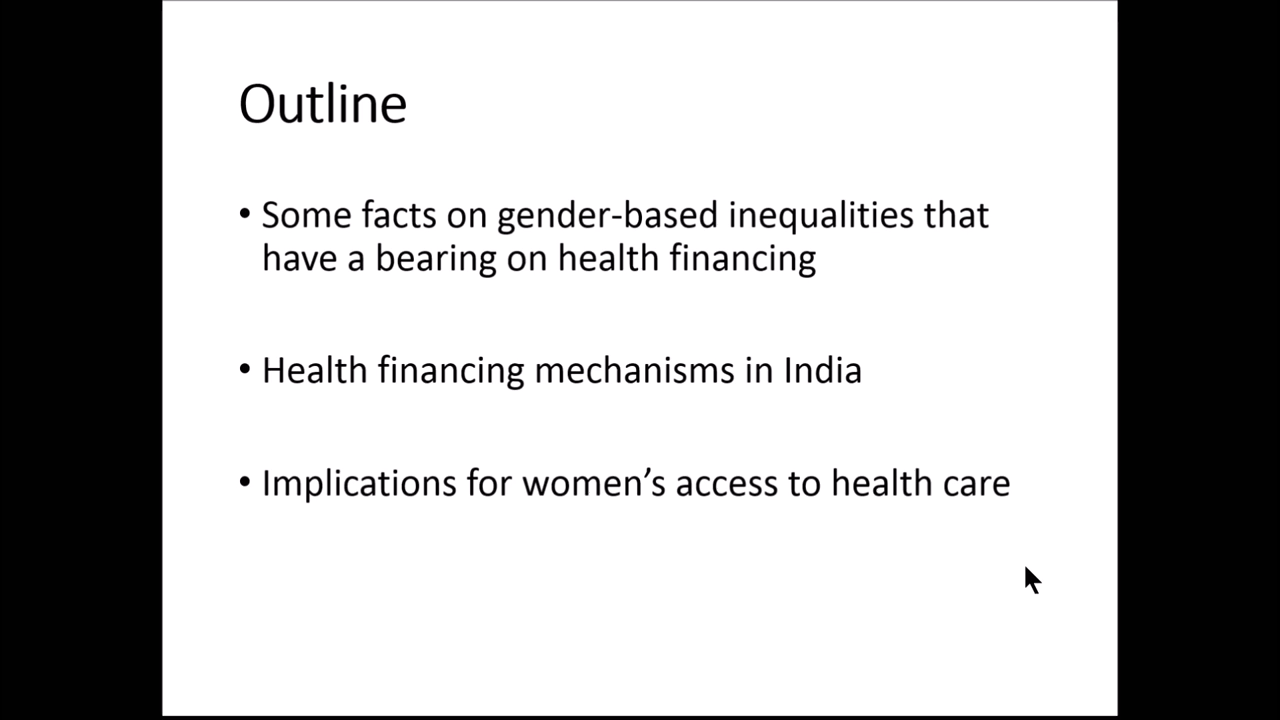 Outline
• Some facts on gender-based inequalities that
have a bearing on health financing
• Health financing mechanisms in India
• Implications for women’s access to health care